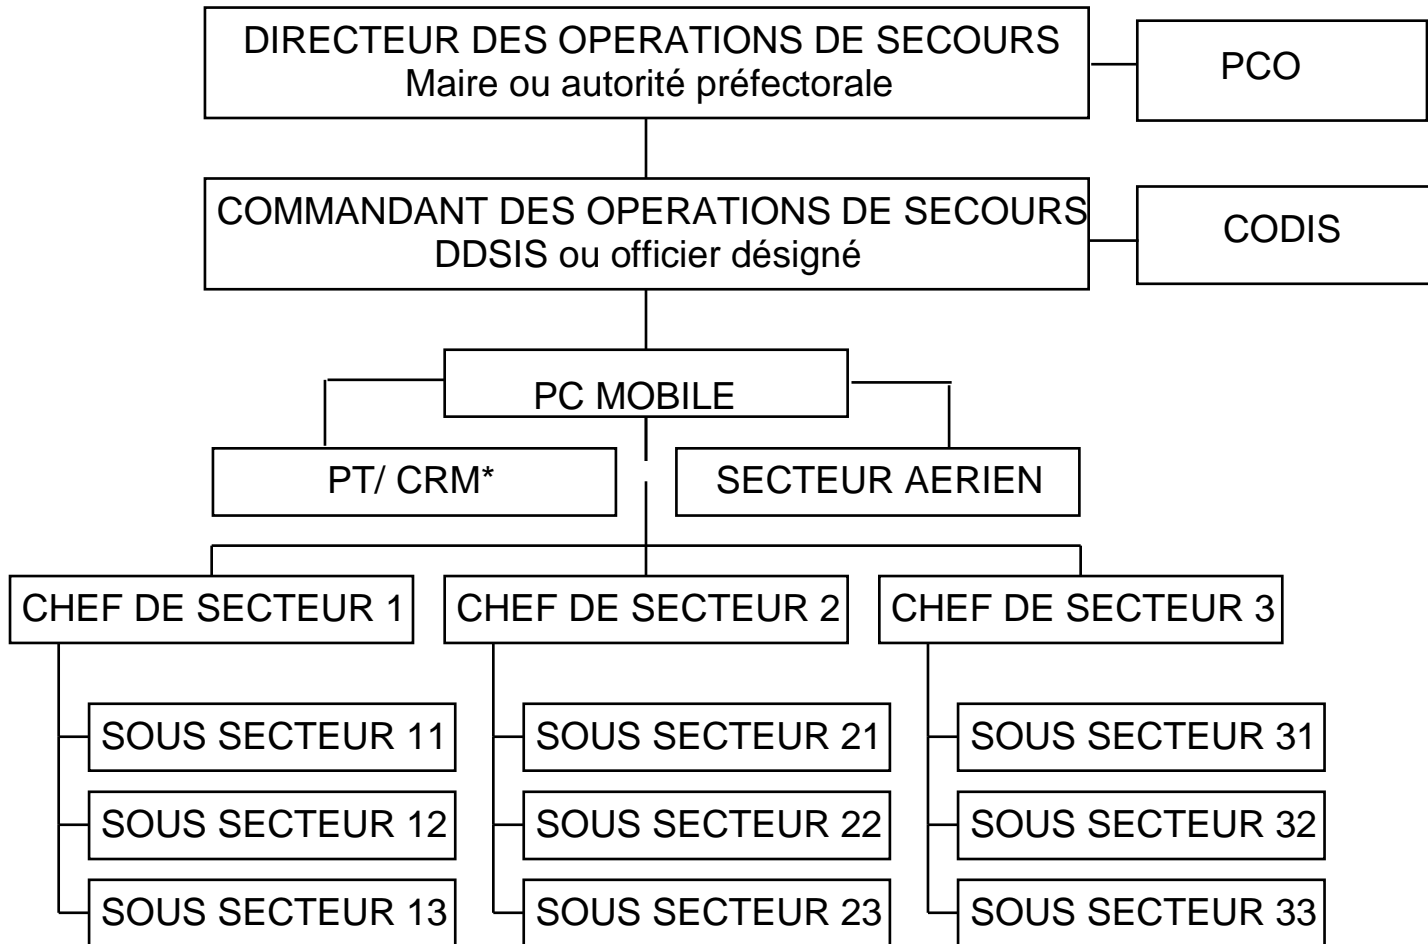 DIRECTEUR DES OPERATIONS DE SECOURS
Maire ou autorité préfectorale
PCO
COMMANDANT DES OPERATIONS DE SECOURS
DDSIS ou officier désigné
CODIS
PC MOBILE
PT/ CRM*
SECTEUR AERIEN
CHEF DE SECTEUR 1
CHEF DE SECTEUR 2
CHEF DE SECTEUR 3
SOUS SECTEUR 11
SOUS SECTEUR 21
SOUS SECTEUR 31
SOUS SECTEUR 12
SOUS SECTEUR 22
SOUS SECTEUR 32
SOUS SECTEUR 13
SOUS SECTEUR 23
SOUS SECTEUR 33